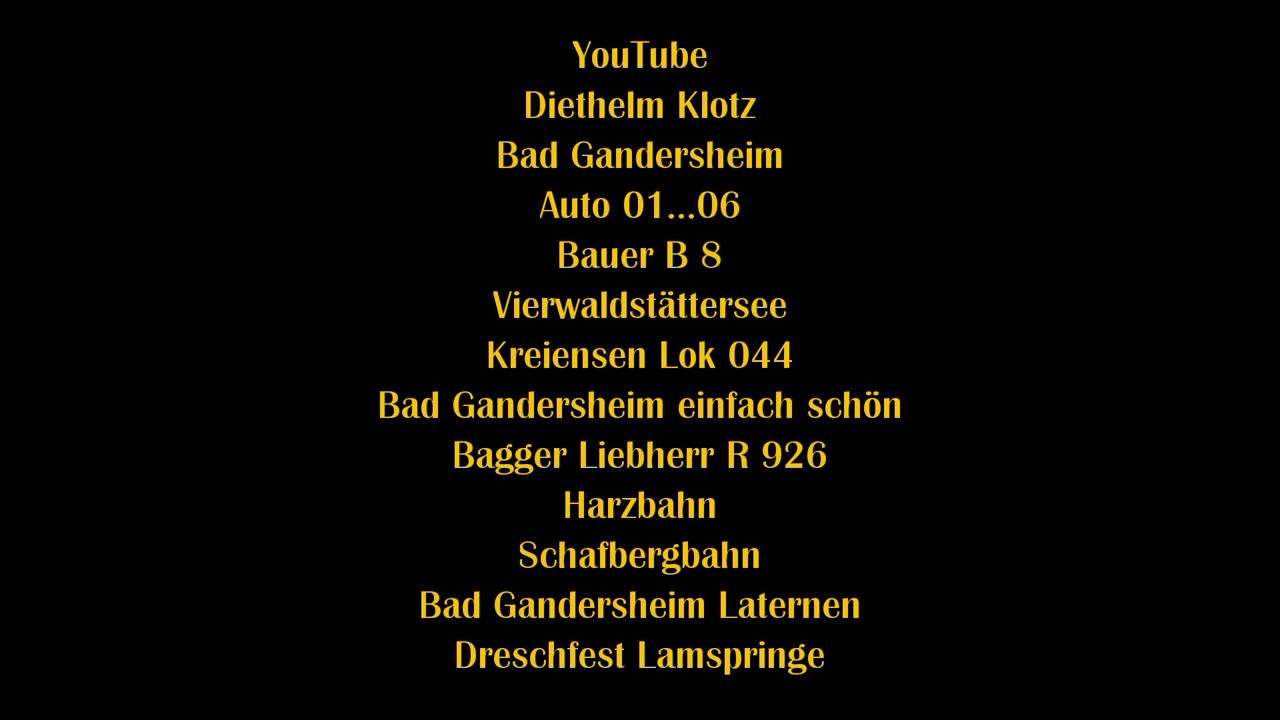 YouTube
Diethelm Klotz
Bad Gandersheim
Auto 01...06
Bauer B 8
Vierwaldstättersee
Kreiensen Lok 044
Bad Gandersheim einfach schön
Bagger Liebherr R 926
Harzbahn
Schafbergbahn
Bad Gandersheim Laternen
Dreschfest Lamspringe